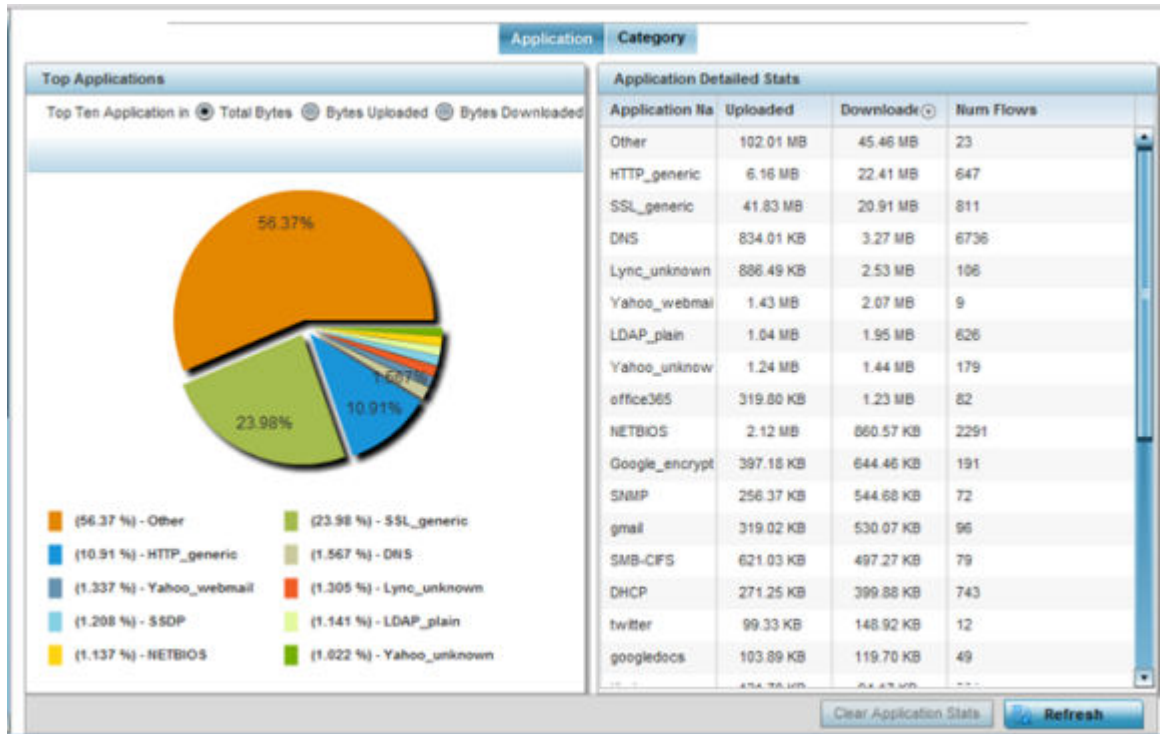 Application Category
Top Applications
Top Ten Application in Total Bytes Bytes Uploaded Bytes Downloaded
56.37%
23.98%
10.91%
1.567%
(56.37 %) - Other
(23.98 %) - SSL_generic
(10.91 %) - HTTP_generic
(1.567 %) - DNS
(1.337 %) - Yahoo_webmail
(1.305 %) - Lync_unknown
(1.208 %) - SSDP
(1.141 %) - LDAP_plain
(1.137 %) - NETBIOS
(1.022 %) - Yahoo_unknown
Application Detailed Stats
Application Na Uploaded Downloade Num Flows
Other 102.01 MB 45.46 MB 23
HTTP_generic 6.16 MB 22.41 MB 647
SSL_generic 41.83 MB 20.91 MB 811
DNS 834.01 KB 3.27 MB 6736
Lync_unknown 886.49 KB 2.53 MB 106
Yahoo_webmai 1.43 MB 2.07 MB 9
LDAP_plain 1.04 MB 1.95 MB 626
Yahoo_unknow 1.24 MB 1.44 MB 179
office365 319.80 KB 1.23 MB 82
NETBIOS 2.12 MB 860.57 KB 2291
Google_encrypt 397.18 KB 644.46 KB 191
SNMP 256.37 KB 544.68 KB 72
gmail 319.02 KB 530.07 KB 96
SMB-CIFS 621.03 KB 497.27 KB 79
DHCP 271.25 KB 399.88 KB 743
twitter 99.33 KB 148.92 KB 12
googledocs 103.89 KB 119.70 KB 49
Clear Application Stats Refresh